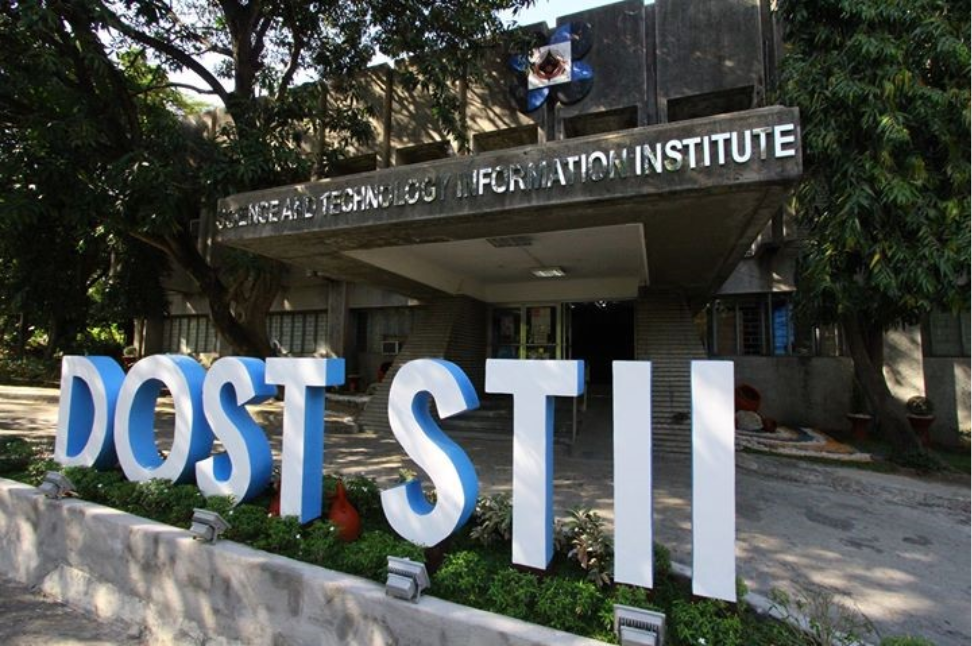 SCIENCE AND TECHNOLOGY INFORMATION INSTITUTE
DOST STII